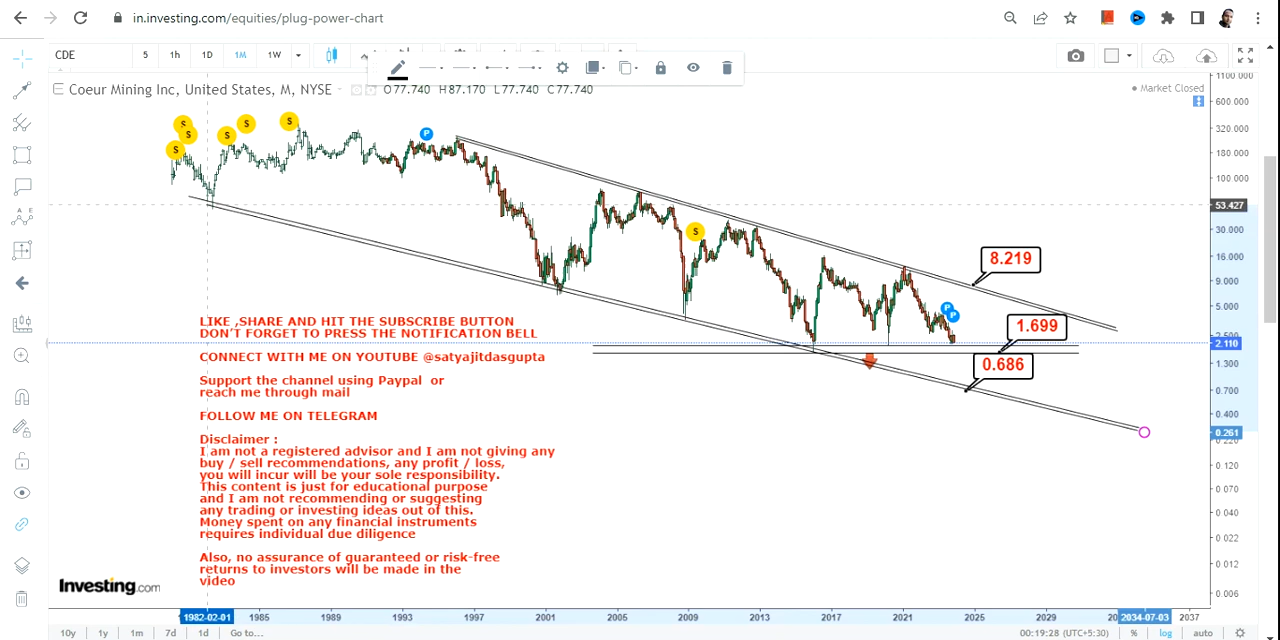 in.investing.com/equities/plug-power-chart
CDE 5 1h 1D 1M 1W
Coeur Mining Inc, United States, M, NYSE O77.740 H87.170 L77.740 C77.740
Market Closed
1100.000
600.000
320.000
180.000
100.000
53.427
30.000
16.000
9.000
5.000
2.500
2.110
1.300
0.700
0.400
0.261
0.220
0.120
0.070
0.040
0.022
0.012
0.006
$ $ $ $ $ $ P $ P P
8.219
1.699
0.686
LIKE ,SHARE AND HIT THE SUBSCRIBE BUTTON
DON'T FORGET TO PRESS THE NOTIFICATION BELL
CONNECT WITH ME ON YOUTUBE @satyajitdasgupta
Support the channel using Paypal or
reach me through mail
FOLLOW ME ON TELEGRAM
Disclaimer :
I am not a registered advisor and I am not giving any
buy / sell recommendations, any profit / loss,
you will incur will be your sole responsibility.
This content is just for educational purpose
and I am not recommending or suggesting
any trading or investing ideas out of this.
Money spent on any financial instruments
requires individual due diligence
Also, no assurance of guaranteed or risk-free
returns to investors will be made in the
video
Investing.com
1982-02-01 1985 1989 1993 1997 2001 2005 2009 2013 2017 2021 2025 2029 2034-07-03 2037
10y 1y 1m 7d 1d Go to... 00:19:28 (UTC+5:30) % log auto